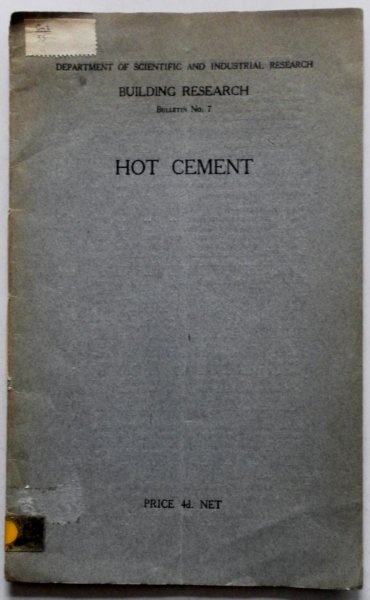 DEPARTMENT OF SCIENTIFIC AND INDUSTRIAL RESEARCH
BUILDING RESEARCH
BULLETIN No. 7
HOT CEMENT
PRICE 4d. NET